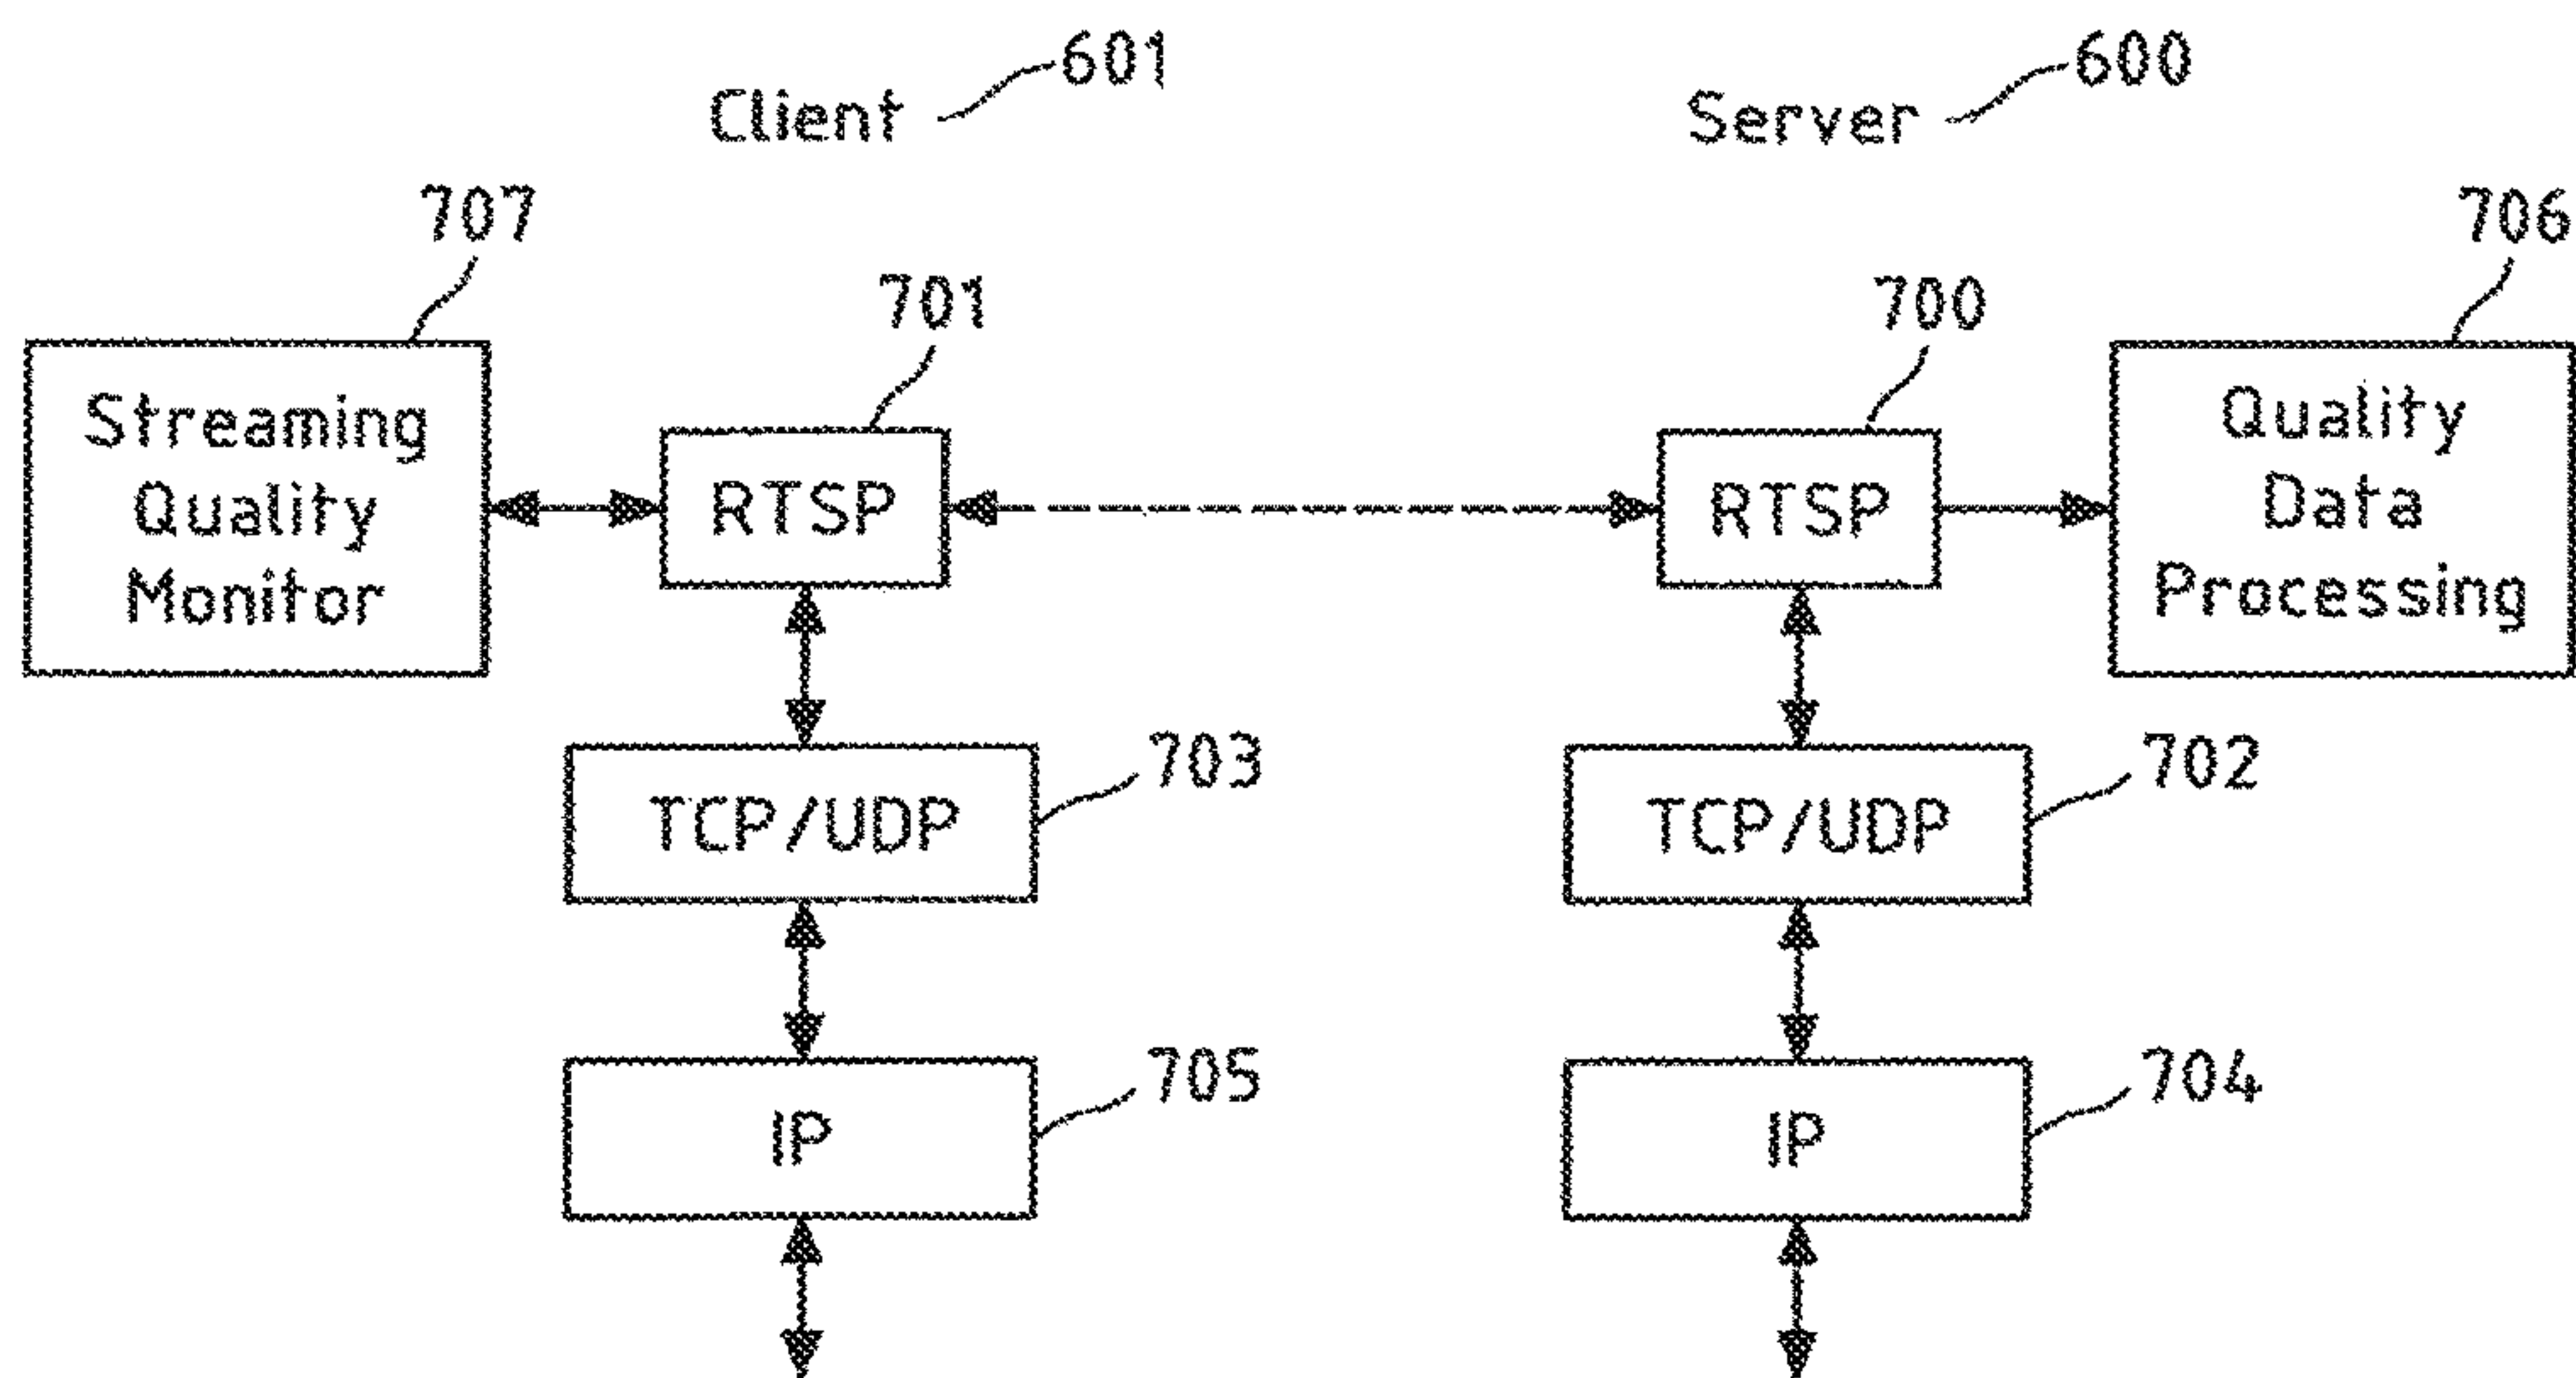 Client
601
Server
600
707
701
700
706
Streaming
Quality
Monitor
RTSP
RTSP
Quality
Data
Processing
TCP/UDP
703
TCP/UDP
702
IP
705
IP
704